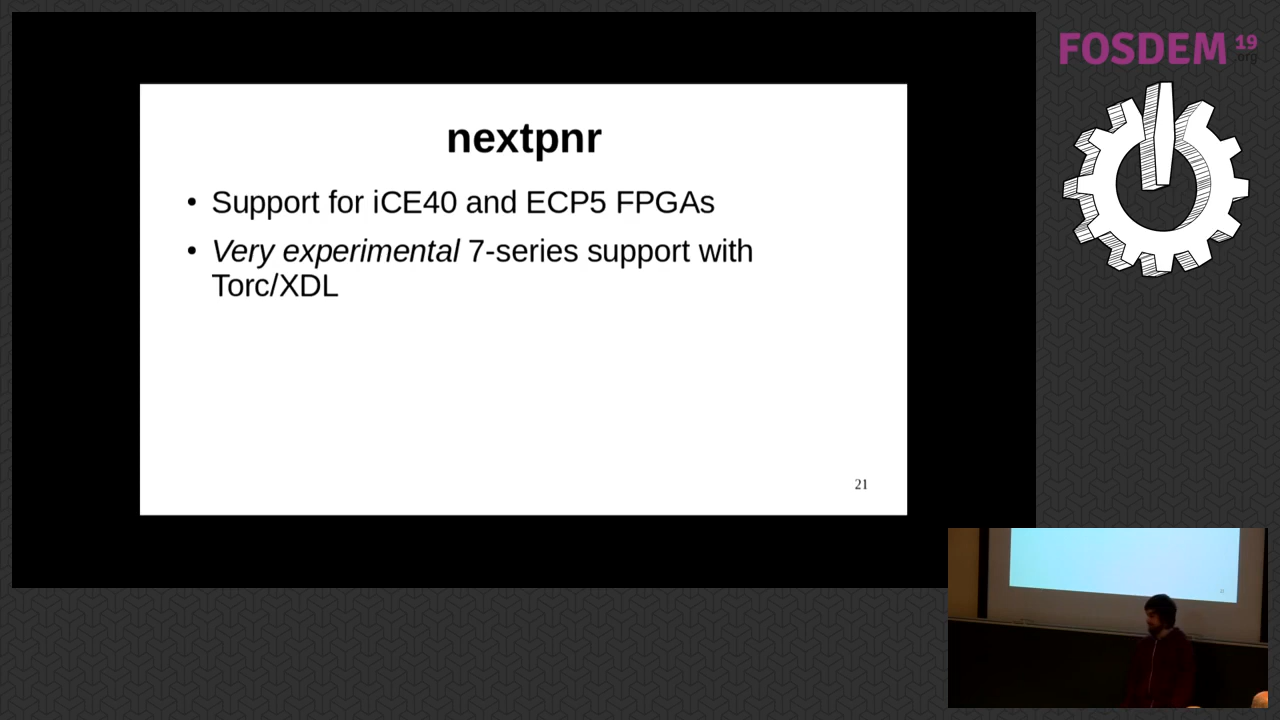 FOSDEM 19
.org
nextpnr
• Support for iCE40 and ECP5 FPGAs
• Very experimental 7-series support with
Torc/XDL
21